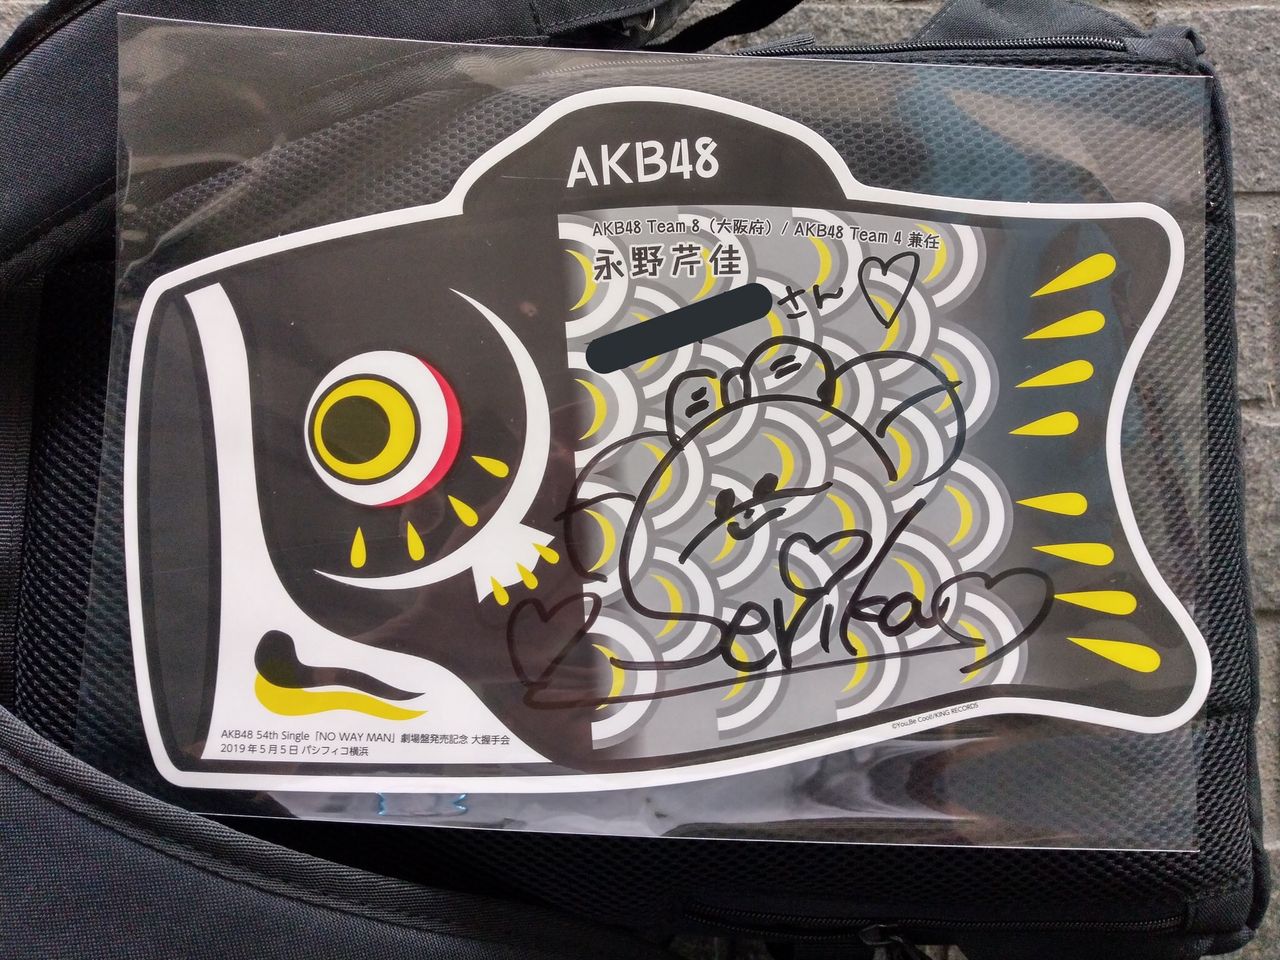 AKB48
AKB48 Team 8（大阪府）/ AKB48 Team 4 兼任
永野芹佳
さん♡
Serika
AKB48 54th Single「NO WAY MAN」劇場盤発売記念 大握手会
2019年5月5日 パシフィコ横浜
©You,Be Cool!/KING RECORDS